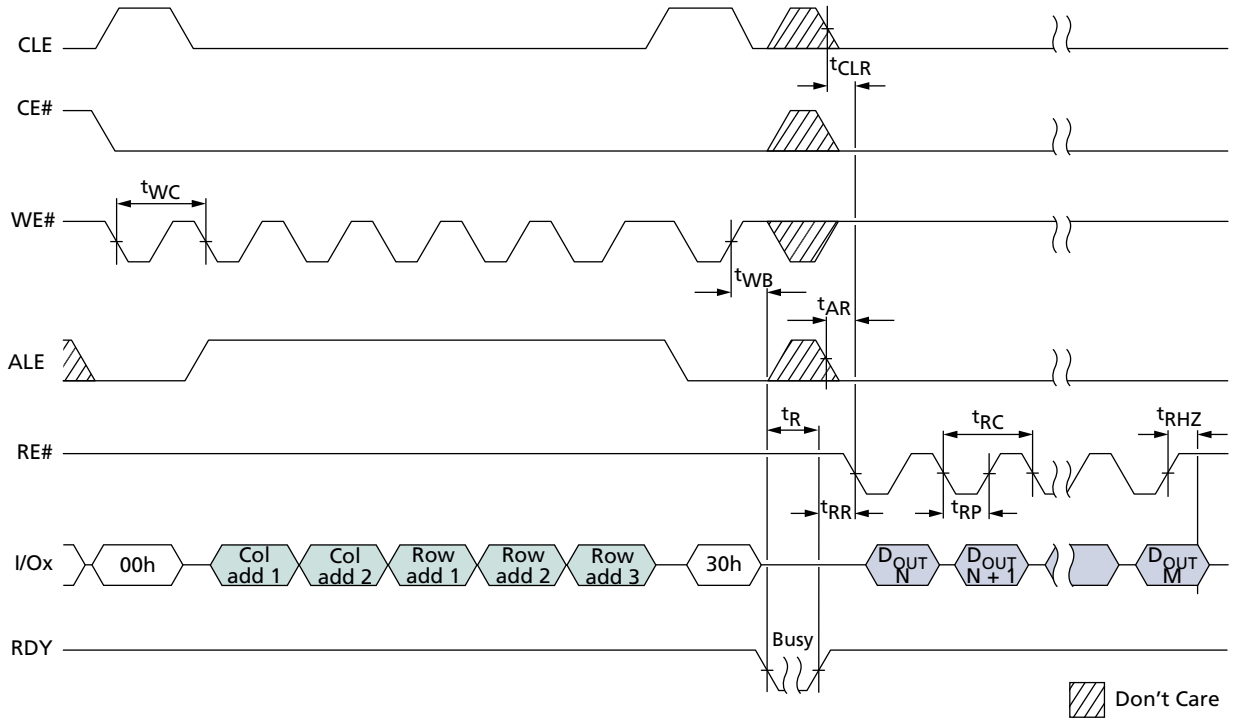 CLE
tCLR
CE#
tWC
WE#
tWB
tAR
ALE
tR
tRC
tRHZ
RE#
tRR
tRP
I/Ox
00h
Col
add 1
Col
add 2
Row
add 1
Row
add 2
Row
add 3
30h
DOUT
N
DOUT
N + 1
DOUT
M
RDY
Busy
Don't Care